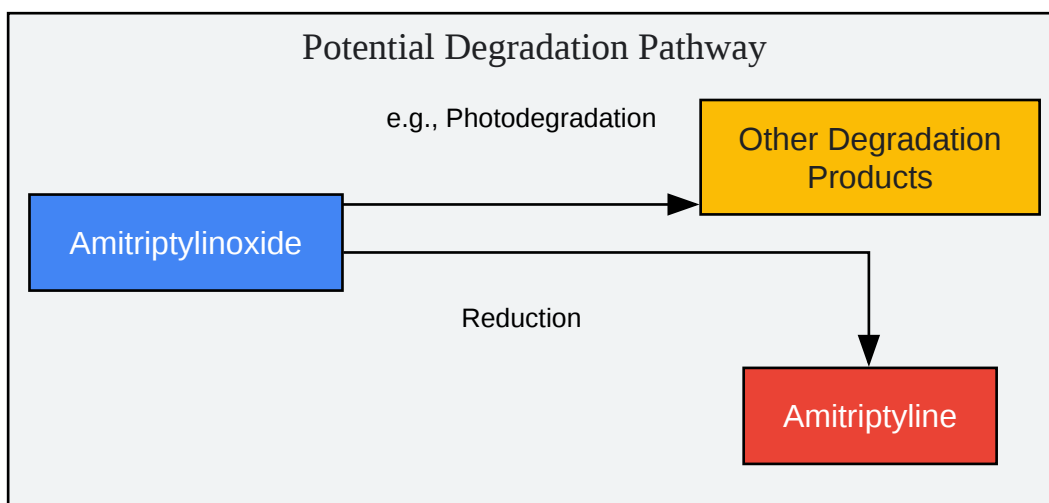 Potential Degradation Pathway
e.g., Photodegradation
Other Degradation
Products
Amitriptylinoxide
Reduction
Amitriptyline